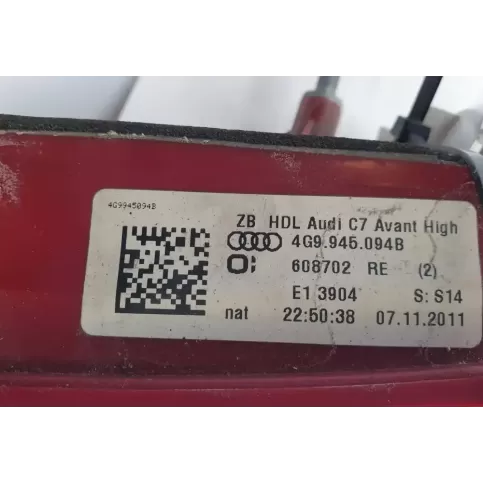 4G9945094B
ZB HDL Audi C7 Avant High
4G9.945.094B
608702 RE (2)
E1 3904 S: S14
nat 22:50:38 07.11.2011